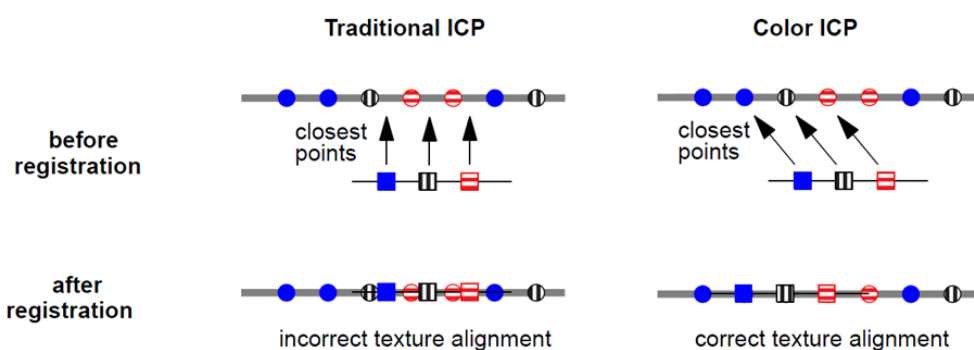 Traditional ICP
Color ICP
before
registration
closest
points
closest
points
after
registration
incorrect texture alignment
correct texture alignment